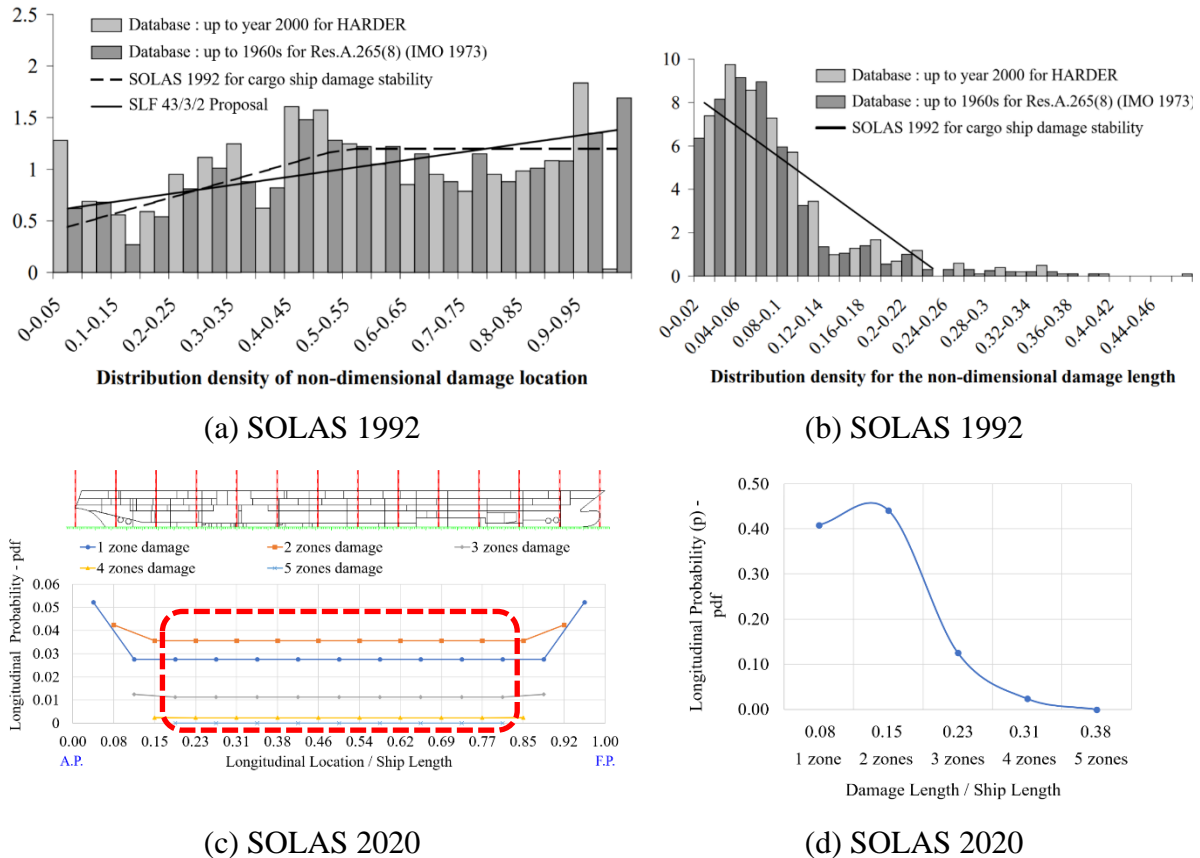 Database : up to year 2000 for HARDER
Database : up to 1960s for Res.A.265(8) (IMO 1973)
SOLAS 1992 for cargo ship damage stability
SLF 43/3/2 Proposal
2.5
2
1.5
1
0.5
0
0-0.05
0.1-0.15
0.2-0.25
0.3-0.35
0.4-0.45
0.5-0.55
0.6-0.65
0.7-0.75
0.8-0.85
0.9-0.95
Distribution density of non-dimensional damage location
(a) SOLAS 1992
Database : up to year 2000 for HARDER
Database : up to 1960s for Res.A.265(8) (IMO 1973)
SOLAS 1992 for cargo ship damage stability
10
8
6
4
2
0
0-0.02
0.04-0.06
0.08-0.1
0.12-0.14
0.16-0.18
0.2-0.22
0.24-0.26
0.28-0.3
0.32-0.34
0.36-0.38
0.4-0.42
0.44-0.46
Distribution density for the non-dimensional damage length
(b) SOLAS 1992
1 zone damage
2 zones damage
3 zones damage
4 zones damage
5 zones damage
Longitudinal Probability - pdf
0.06
0.05
0.04
0.03
0.02
0.01
0
0.00 0.08 0.15 0.23 0.31 0.38 0.46 0.54 0.62 0.69 0.77 0.85 0.92 1.00
A.P. Longitudinal Location / Ship Length F.P.
(c) SOLAS 2020
Longitudinal Probability (p) -
pdf
0.50
0.40
0.30
0.20
0.10
0.00
0.08 0.15 0.23 0.31 0.38
1 zone 2 zones 3 zones 4 zones 5 zones
Damage Length / Ship Length
(d) SOLAS 2020